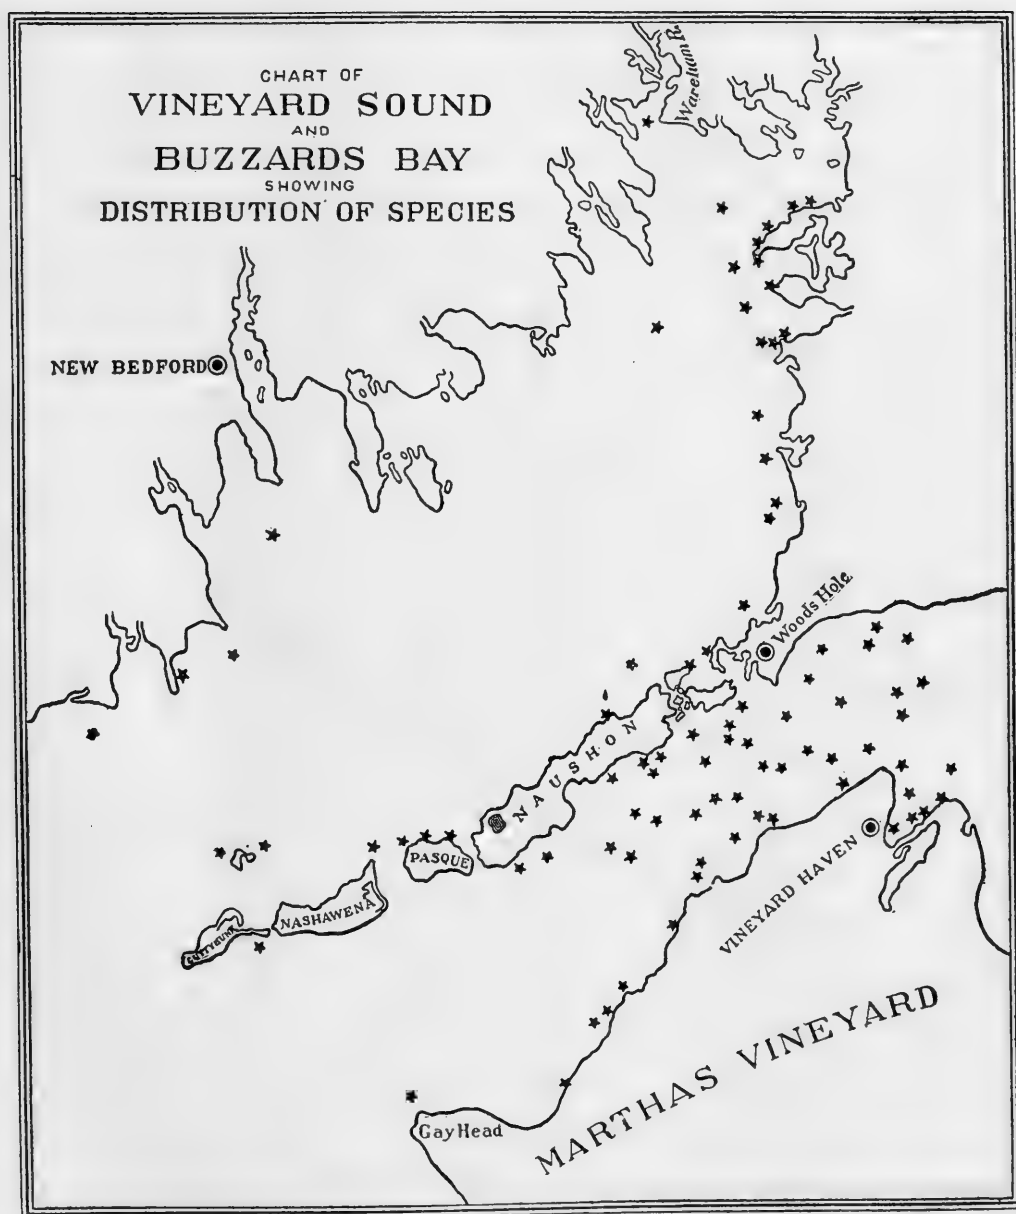 CHART OF
VINEYARD SOUND
AND
BUZZARDS BAY
SHOWING
DISTRIBUTION OF SPECIES
Wareham R.
NEW BEDFORD
Woods Hole
NAUSHON
PASQUE
NASHAWENA
VINEYARD HAVEN
MARTHAS VINEYARD
Gay Head